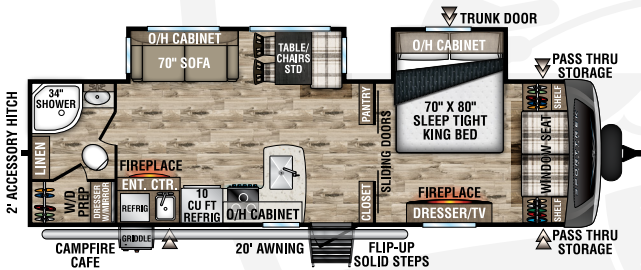 TRUNK DOOR
O/H CABINET
70" SOFA
TABLE/
CHAIRS
STD
O/H CABINET
PASS THRU
STORAGE
34"
SHOWER
PANTRY
SLIDING DOORS
70" X 80"
SLEEP TIGHT
KING BED
SHELF
WINDOW SEAT
SPORTTREK
SHELF
2' ACCESSORY HITCH
LINEN
FIREPLACE
ENT. CTR.
W/D
PREP
DRESSER
W/MIRROR
REFRIG
10
CU FT
REFRIG
O/H CABINET
CLOSET
FIREPLACE
DRESSER/TV
CAMPFIRE
CAFE
GRIDDLE
20' AWNING
FLIP-UP
SOLID STEPS
PASS THRU
STORAGE